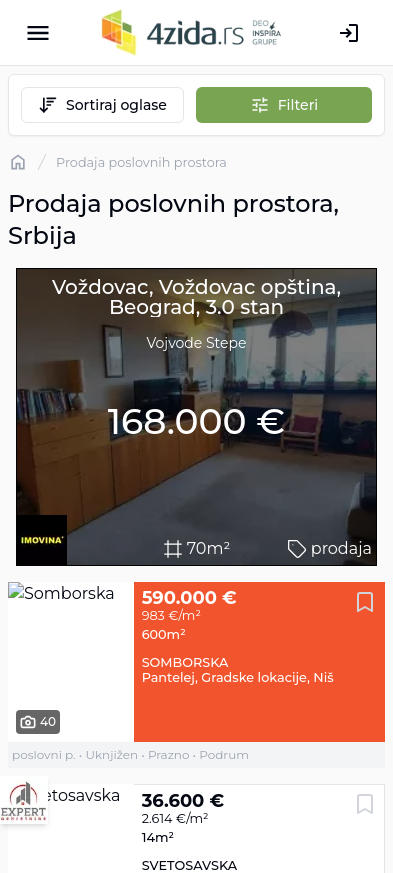 4zida.rs DEO INSPIRA GRUPE
Sortiraj oglase
Filteri
Prodaja poslovnih prostora
Prodaja poslovnih prostora,
Srbija
Voždovac, Voždovac opština,
Beograd, 3.0 stan
Vojvode Stepe
168.000 €
IMOVINA
70m²
prodaja
Somborska
590.000 €
983 €/m²
600m²
SOMBORSKA
Pantelej, Gradske lokacije, Niš
40
poslovni p. • Uknjižen • Prazno • Podrum
EXPERT
etosavska
36.600 €
2.614 €/m²
14m²
SVETOSAVSKA